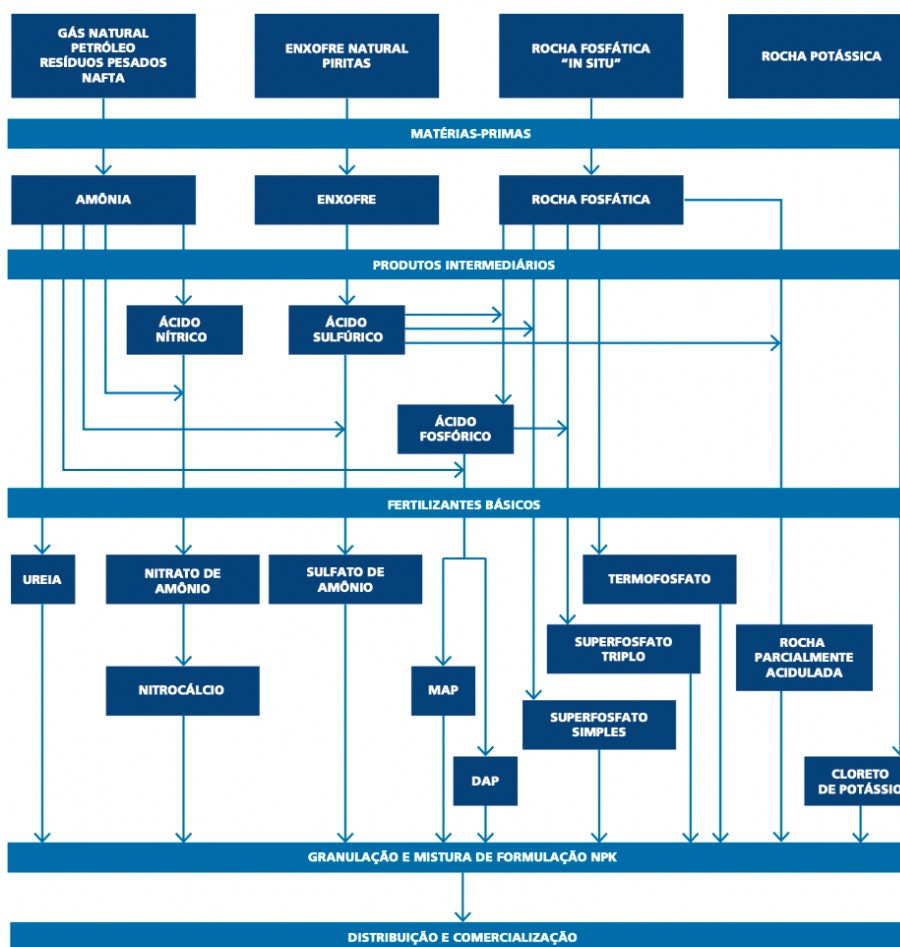 GÁS NATURAL
PETRÓLEO
RESÍDUOS PESADOS
NAFTA
ENXOFRE NATURAL
PIRITAS
ROCHA FOSFÁTICA
“IN SITU”
ROCHA POTÁSSICA
MATÉRIAS-PRIMAS
AMÔNIA
ENXOFRE
ROCHA FOSFÁTICA
PRODUTOS INTERMEDIÁRIOS
ÁCIDO
NÍTRICO
ÁCIDO
SULFÚRICO
ÁCIDO
FOSFÓRICO
FERTILIZANTES BÁSICOS
UREIA
NITRATO DE
AMÔNIO
SULFATO DE
AMÔNIO
TERMOFOSFATO
SUPERFOSFATO
TRIPLO
ROCHA
PARCIALMENTE
ACIDULADA
NITROCÁLCIO
MAP
SUPERFOSFATO
SIMPLES
DAP
CLORETO
DE POTÁSSIO
GRANULAÇÃO E MISTURA DE FORMULAÇÃO NPK
DISTRIBUIÇÃO E COMERCIALIZAÇÃO